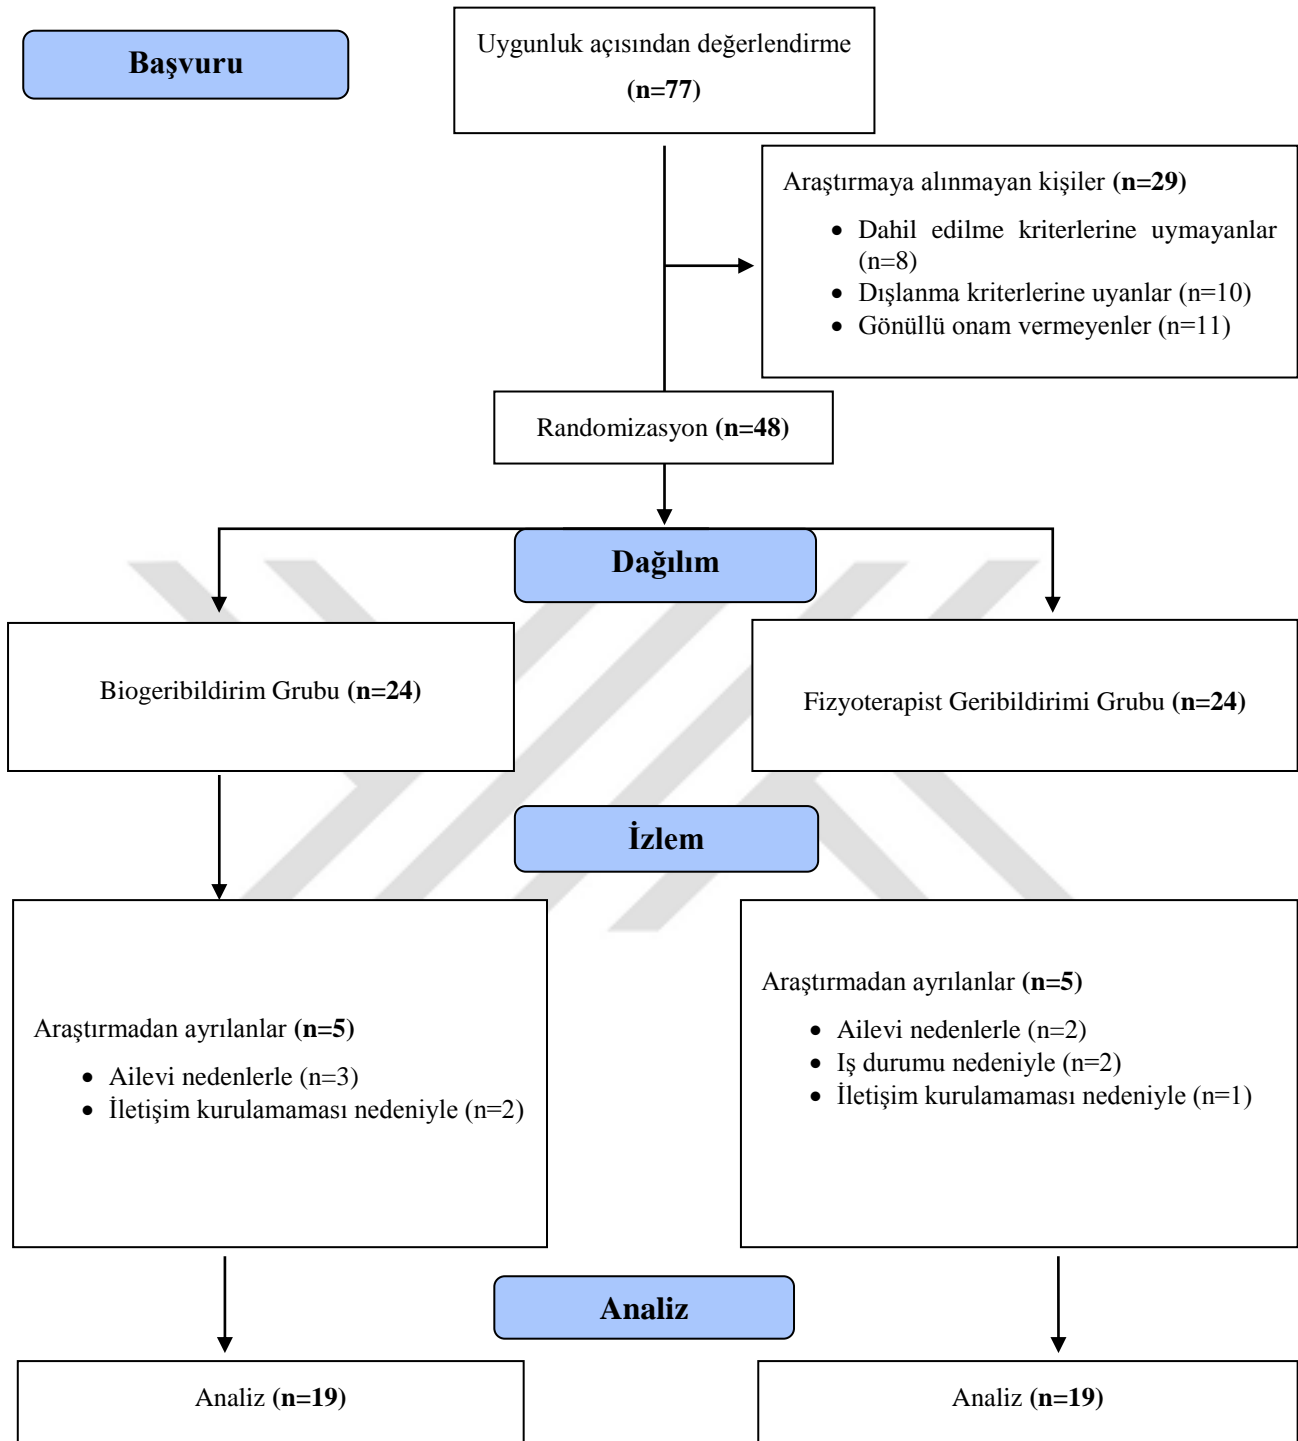 Başvuru
Uygunluk açısından değerlendirme
(n=77)
Araştırmaya alınmayan kişiler (n=29)
• Dahil edilme kriterlerine uymayanlar
(n=8)
• Dışlanma kriterlerine uyanlar (n=10)
• Gönüllü onam vermeyenler (n=11)
Randomizasyon (n=48)
Dağılım
Biogeribildirim Grubu (n=24)
Fizyoterapist Geribildirimi Grubu (n=24)
İzlem
Araştırmadan ayrılanlar (n=5)
• Ailevi nedenlerle (n=3)
• İletişim kurulamaması nedeniyle (n=2)
Araştırmadan ayrılanlar (n=5)
• Ailevi nedenlerle (n=2)
• Iş durumu nedeniyle (n=2)
• İletişim kurulamaması nedeniyle (n=1)
Analiz
Analiz (n=19)
Analiz (n=19)